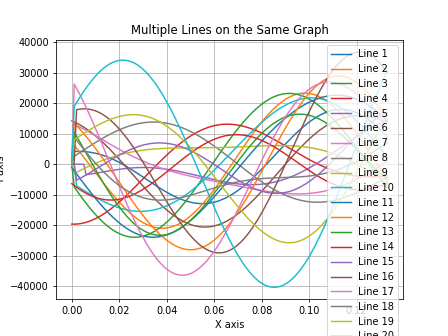 Multiple Lines on the Same Graph
40000
30000
20000
10000
0
-10000
-20000
-30000
-40000
0.00 0.02 0.04 0.06 0.08 0.10
X axis
Line 1
Line 2
Line 3
Line 4
Line 5
Line 6
Line 7
Line 8
Line 9
Line 10
Line 11
Line 12
Line 13
Line 14
Line 15
Line 16
Line 17
Line 18
Line 19
Line 20